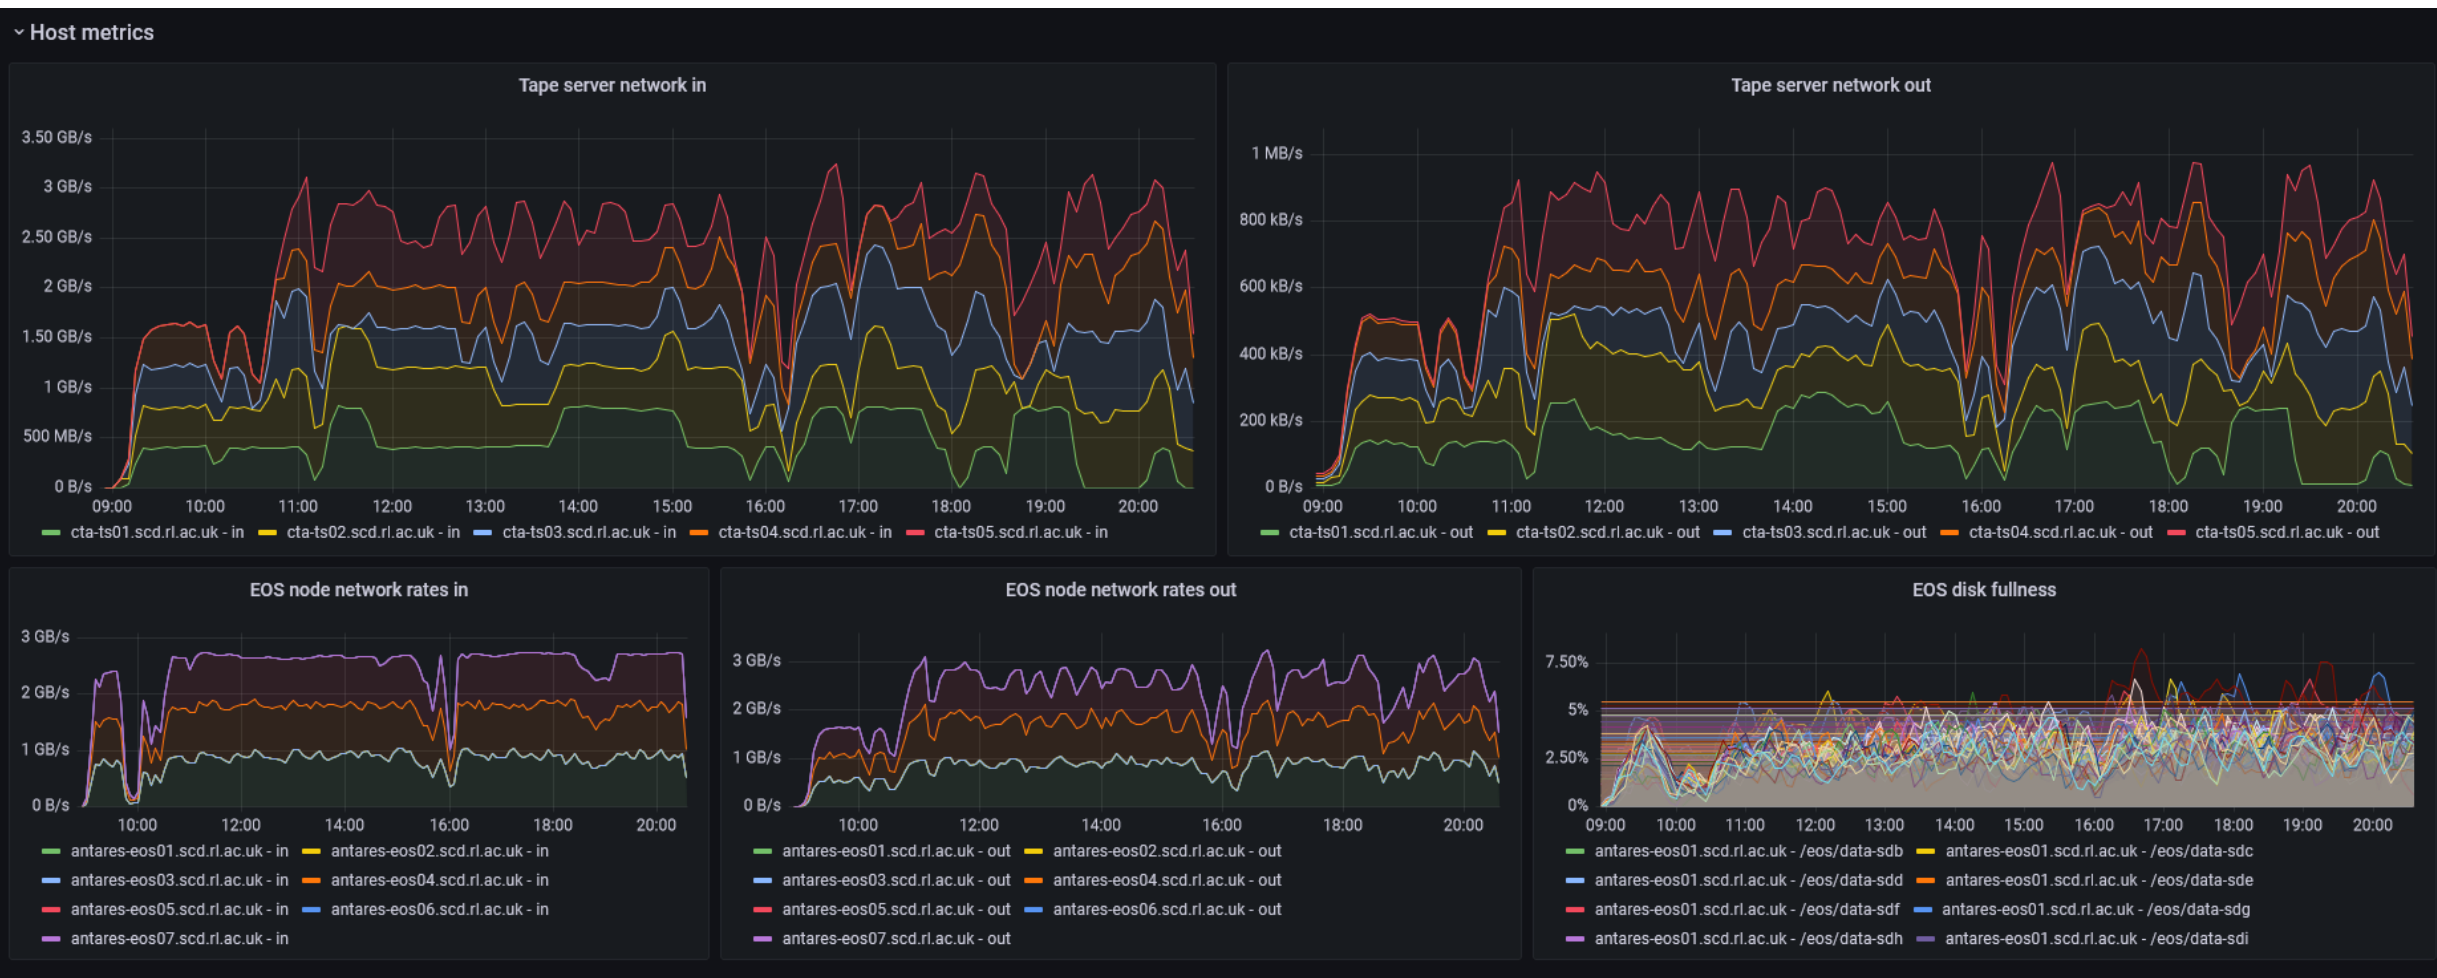 Host metrics
Tape server network in
3.50 GB/s
3 GB/s
2.50 GB/s
2 GB/s
1.50 GB/s
1 GB/s
500 MB/s
0 B/s
09:00 10:00 11:00 12:00 13:00 14:00 15:00 16:00 17:00 18:00 19:00 20:00
cta-ts01.scd.rl.ac.uk - in cta-ts02.scd.rl.ac.uk - in cta-ts03.scd.rl.ac.uk - in cta-ts04.scd.rl.ac.uk - in cta-ts05.scd.rl.ac.uk - in
Tape server network out
1 MB/s
800 kB/s
600 kB/s
400 kB/s
200 kB/s
0 B/s
09:00 10:00 11:00 12:00 13:00 14:00 15:00 16:00 17:00 18:00 19:00 20:00
cta-ts01.scd.rl.ac.uk - out cta-ts02.scd.rl.ac.uk - out cta-ts03.scd.rl.ac.uk - out cta-ts04.scd.rl.ac.uk - out cta-ts05.scd.rl.ac.uk - out
EOS node network rates in
3 GB/s
2 GB/s
1 GB/s
0 B/s
10:00 12:00 14:00 16:00 18:00 20:00
antares-eos01.scd.rl.ac.uk - in antares-eos02.scd.rl.ac.uk - in
antares-eos03.scd.rl.ac.uk - in antares-eos04.scd.rl.ac.uk - in
antares-eos05.scd.rl.ac.uk - in antares-eos06.scd.rl.ac.uk - in
antares-eos07.scd.rl.ac.uk - in
EOS node network rates out
3 GB/s
2 GB/s
1 GB/s
0 B/s
10:00 12:00 14:00 16:00 18:00 20:00
antares-eos01.scd.rl.ac.uk - out antares-eos02.scd.rl.ac.uk - out
antares-eos03.scd.rl.ac.uk - out antares-eos04.scd.rl.ac.uk - out
antares-eos05.scd.rl.ac.uk - out antares-eos06.scd.rl.ac.uk - out
antares-eos07.scd.rl.ac.uk - out
EOS disk fullness
7.50%
5%
2.50%
0%
09:00 10:00 11:00 12:00 13:00 14:00 15:00 16:00 17:00 18:00 19:00 20:00
antares-eos01.scd.rl.ac.uk - /eos/data-sdb antares-eos01.scd.rl.ac.uk - /eos/data-sdc
antares-eos01.scd.rl.ac.uk - /eos/data-sdd antares-eos01.scd.rl.ac.uk - /eos/data-sde
antares-eos01.scd.rl.ac.uk - /eos/data-sdf antares-eos01.scd.rl.ac.uk - /eos/data-sdg
antares-eos01.scd.rl.ac.uk - /eos/data-sdh antares-eos01.scd.rl.ac.uk - /eos/data-sdi